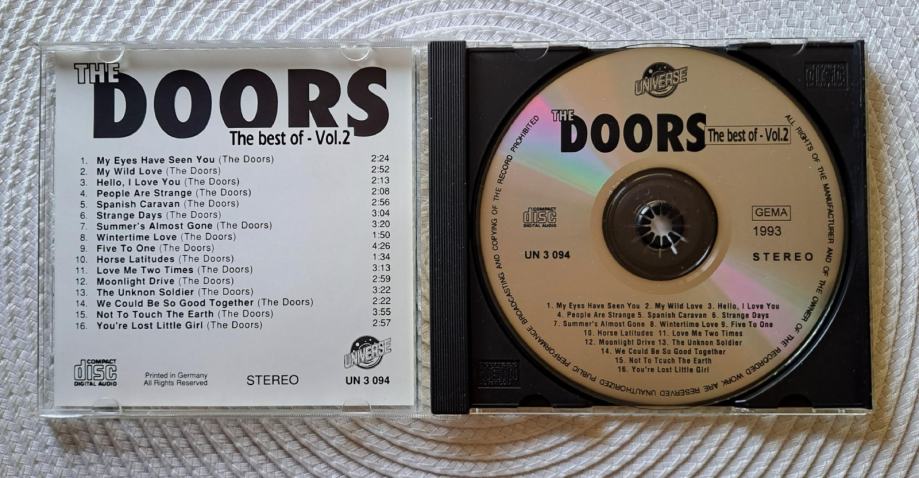 THE
DOORS
The best of - Vol.2
1. My Eyes Have Seen You (The Doors) 2:24
2. My Wild Love (The Doors) 2:52
3. Hello, I Love You (The Doors) 2:13
4. People Are Strange (The Doors) 2:08
5. Spanish Caravan (The Doors) 2:56
6. Strange Days (The Doors) 3:04
7. Summer's Almost Gone (The Doors) 3:20
8. Wintertime Love (The Doors) 1:50
9. Five To One (The Doors) 4:26
10. Horse Latitudes (The Doors) 1:34
11. Love Me Two Times (The Doors) 3:13
12. Moonlight Drive (The Doors) 2:59
13. The Unknon Soldier (The Doors) 3:22
14. We Could Be So Good Together (The Doors) 2:22
15. Not To Touch The Earth (The Doors) 3:55
16. You're Lost Little Girl (The Doors) 2:57
COMPACT
disc
DIGITAL AUDIO
Printed in Germany
All Rights Reserved
STEREO
UNIVERSE
UN 3 094
UNIVERSE
THE
DOORS
The best of - Vol.2
ALL RIGHTS OF THE MANUFACTURER AND OF THE OWNER OF THE RECORDED WORK ARE RESERVED UNAUTHORIZED PUBLIC PERFORMANCE BROADCASTING AND COPYING OF THE RECORD PROHIBITED
COMPACT
disc
DIGITAL AUDIO
UN 3 094
GEMA
1993
STEREO
1. My Eyes Have Seen You 2. My Wild Love 3. Hello, I Love You
4. People Are Strange 5. Spanish Caravan 6. Strange Days
7. Summer's Almost Gone 8. Wintertime Love 9. Five To One
10. Horse Latitudes 11. Love Me Two Times
12. Moonlight Drive 13. The Unknon Soldier
14. We Could Be So Good Together
15. Not To Tcuch The Earth
16. You're Lost Little Girl